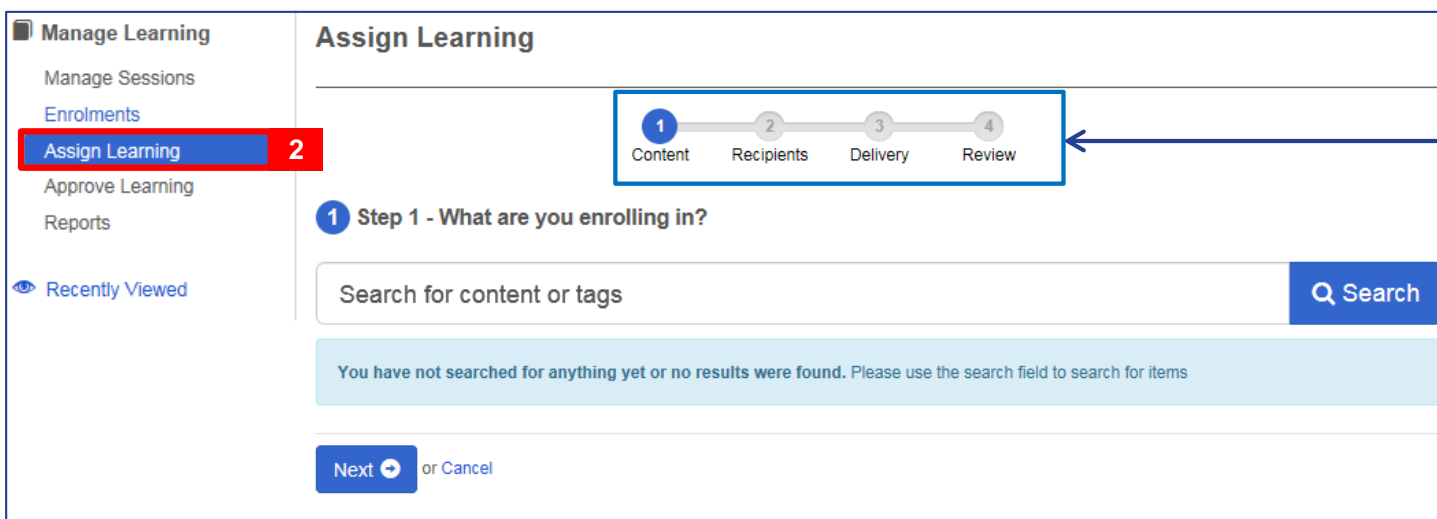 Manage Learning
Manage Sessions
Enrolments
Assign Learning 2
Approve Learning
Reports
Recently Viewed
Assign Learning
1 2 3 4
Content Recipients Delivery Review
1 Step 1 - What are you enrolling in?
Search for content or tags Search
You have not searched for anything yet or no results were found. Please use the search field to search for items
Next or Cancel